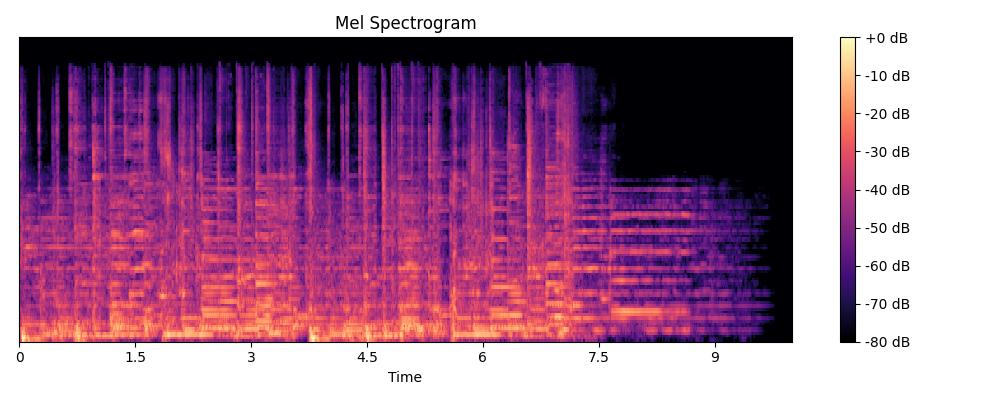 Mel Spectrogram
+0 dB
-10 dB
-20 dB
-30 dB
-40 dB
-50 dB
-60 dB
-70 dB
-80 dB
0 1.5 3 4.5 6 7.5 9
Time